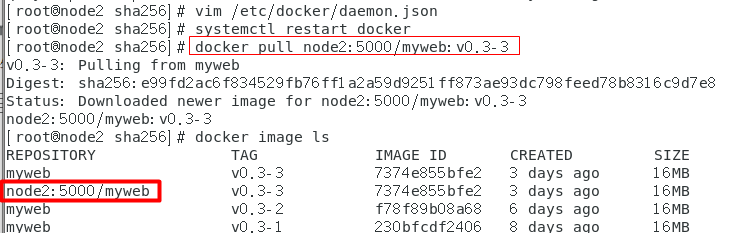 [root@node2 sha256]# vim /etc/docker/daemon.json
[root@node2 sha256]# systemctl restart docker
[root@node2 sha256]# docker pull node2:5000/myweb:v0.3-3
v0.3-3: Pulling from myweb
Digest: sha256:e99fd2ac6f834529fb76ff1a2a59d9251ff873ae93dc798feed78b8316c9d7e8
Status: Downloaded newer image for node2:5000/myweb:v0.3-3
node2:5000/myweb:v0.3-3
[root@node2 sha256]# docker image ls
REPOSITORY TAG IMAGE ID CREATED SIZE
myweb v0.3-3 7374e855bfe2 3 days ago 16MB
node2:5000/myweb v0.3-3 7374e855bfe2 3 days ago 16MB
myweb v0.3-2 f78f89b08a68 6 days ago 16MB
myweb v0.3-1 230bfcdf2406 8 days ago 16MB